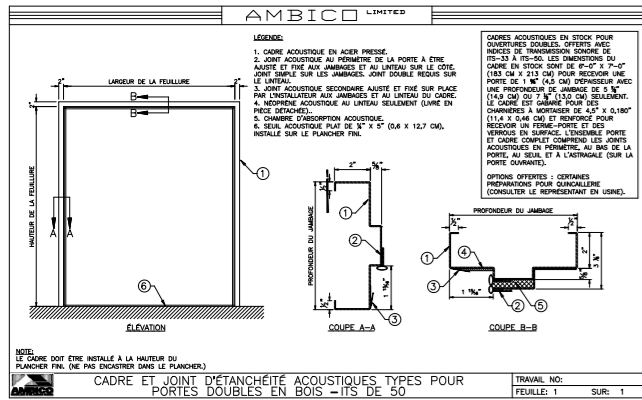 AMBICO LIMITED
LÉGENDE:
1. CADRE ACOUSTIQUE EN ACIER PRESSÉ.
2. JOINT ACOUSTIQUE AU PÉRIMÈTRE DE LA PORTE À ÊTRE
AJUSTÉ ET FIXÉ AUX JAMBAGES ET AU LINTEAU SUR LE CÔTÉ.
JOINT SIMPLE SUR LES JAMBAGES. JOINT DOUBLE REQUIS SUR
LE LINTEAU.
3. JOINT ACOUSTIQUE SECONDAIRE AJUSTÉ ET FIXÉ SUR PLACE
PAR L'INSTALLATEUR AUX JAMBAGES ET AU LINTEAU DU CADRE.
4. NÉOPRÈNE ACOUSTIQUE AU LINTEAU SEULEMENT (LIVRÉ EN
PIÈCE DÉTACHÉE).
5. CHAMBRE D'ABSORPTION ACOUSTIQUE.
6. SEUIL ACOUSTIQUE PLAT DE ¼" X 5" (0,6 X 12,7 CM),
INSTALLÉ SUR LE PLANCHER FINI.
CADRES ACOUSTIQUES EN STOCK POUR
OUVERTURES DOUBLES. OFFERTS AVEC
INDICES DE TRANSMISSION SONORE DE
ITS-33 À ITS-50. LES DIMENSIONS DU
CADRE EN STOCK SONT DE 6'-0" X 7'-0"
(183 CM X 213 CM) POUR RECEVOIR UNE
PORTE DE 1 ¾" (4,5 CM) D'ÉPAISSEUR AVEC
UNE PROFONDEUR DE JAMBAGE DE 5 ⅞"
(14,9 CM) OU 7 ⅛" (13,0 CM) SEULEMENT.
LE CADRE EST GABARIÉ POUR DES
CHARNIÈRES À MORTAISER DE 4,5" X 0,180"
(11,4 X 0,46 CM) ET RENFORCÉ POUR
RECEVOIR UN FERME-PORTE ET DES
VERROUS EN SURFACE. L'ENSEMBLE PORTE
ET CADRE COMPLET COMPREND LES JOINTS
ACOUSTIQUES EN PÉRIMÈTRE, AU BAS DE LA
PORTE, AU SEUIL ET À L'ASTRAGALE (SUR LA
PORTE OUVRANTE).
OPTIONS OFFERTES : CERTAINES
PRÉPARATIONS POUR QUINCAILLERIE
(CONSULTER LE REPRÉSENTANT EN USINE).
2" LARGEUR DE LA FEUILLURE 2"
B
B
2"
HAUTEUR DE LA FEUILLURE
A A
1
6
ÉLÉVATION
2" ⅝"
½"
PROFONDEUR DU JAMBAGE
1
2
1 15/16"
½"
3
COUPE A-A
PROFONDEUR DU JAMBAGE
½" ½"
1
4
3
2"
1 15/16"
2
5
COUPE B-B
NOTE:
LE CADRE DOIT ÊTRE INSTALLÉ À LA HAUTEUR DU
PLANCHER FINI. (NE PAS ENCASTRER DANS LE PLANCHER.)
AMBICO
CADRE ET JOINT D'ÉTANCHÉITÉ ACOUSTIQUES TYPES POUR
PORTES DOUBLES EN BOIS -ITS DE 50
TRAVAIL NO:
FEUILLE: 1 SUR: 1